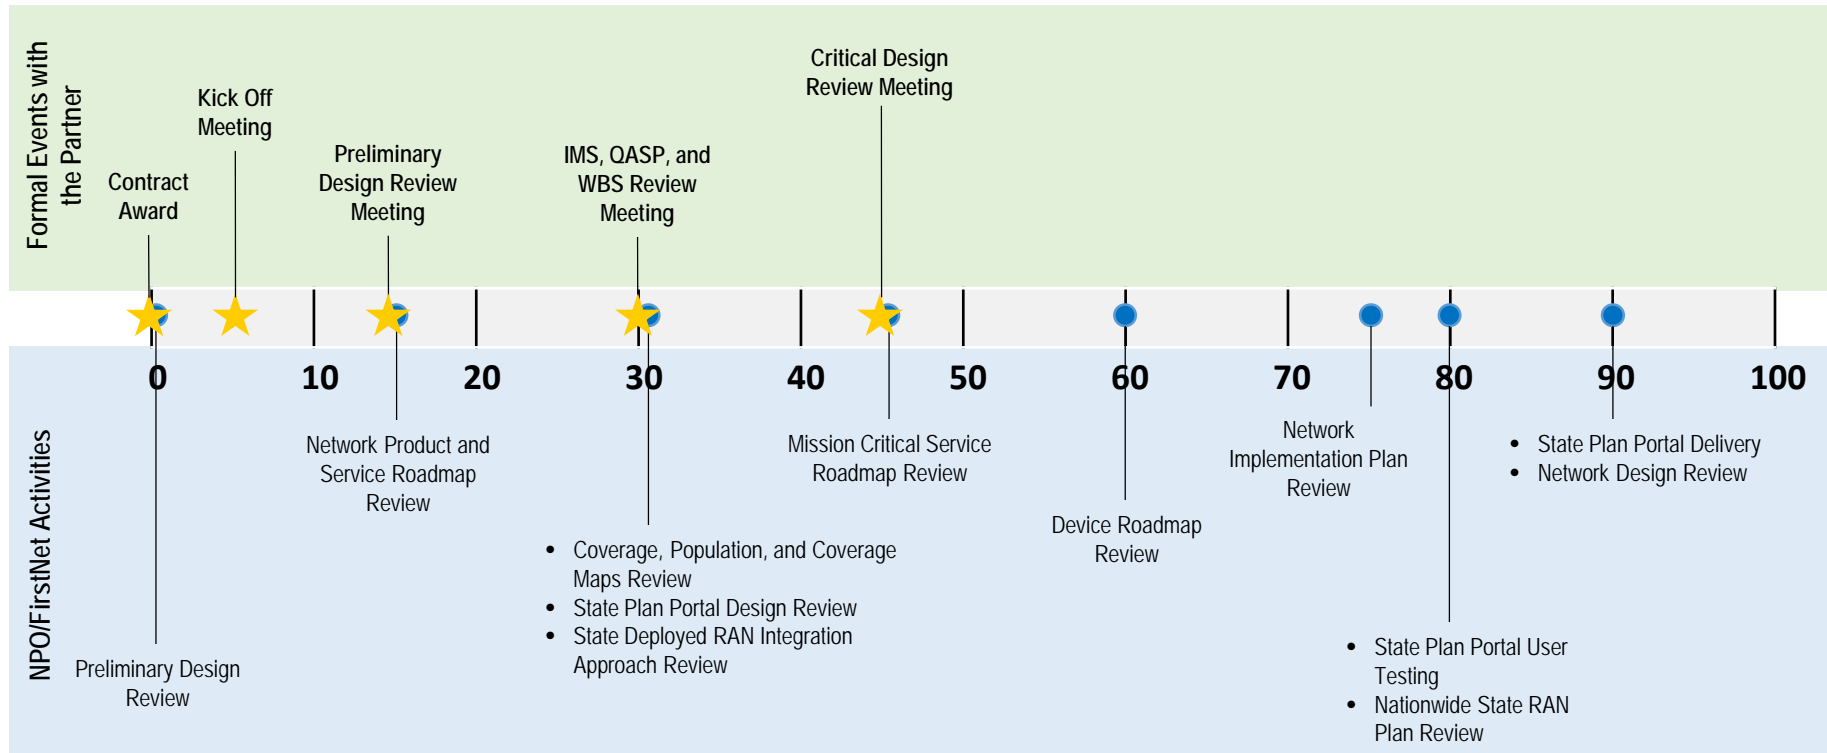 Formal Events with
the Partner
Contract
Award
Kick Off
Meeting
Preliminary
Design Review
Meeting
IMS, QASP, and
WBS Review
Meeting
Critical Design
Review Meeting
0 10 20 30 40 50 60 70 80 90 100
NPO/FirstNet Activities
Preliminary Design
Review
Network Product and
Service Roadmap
Review
• Coverage, Population, and Coverage
Maps Review
• State Plan Portal Design Review
• State Deployed RAN Integration
Approach Review
Mission Critical Service
Roadmap Review
Device Roadmap
Review
Network
Implementation Plan
Review
• State Plan Portal User
Testing
• Nationwide State RAN
Plan Review
• State Plan Portal Delivery
• Network Design Review